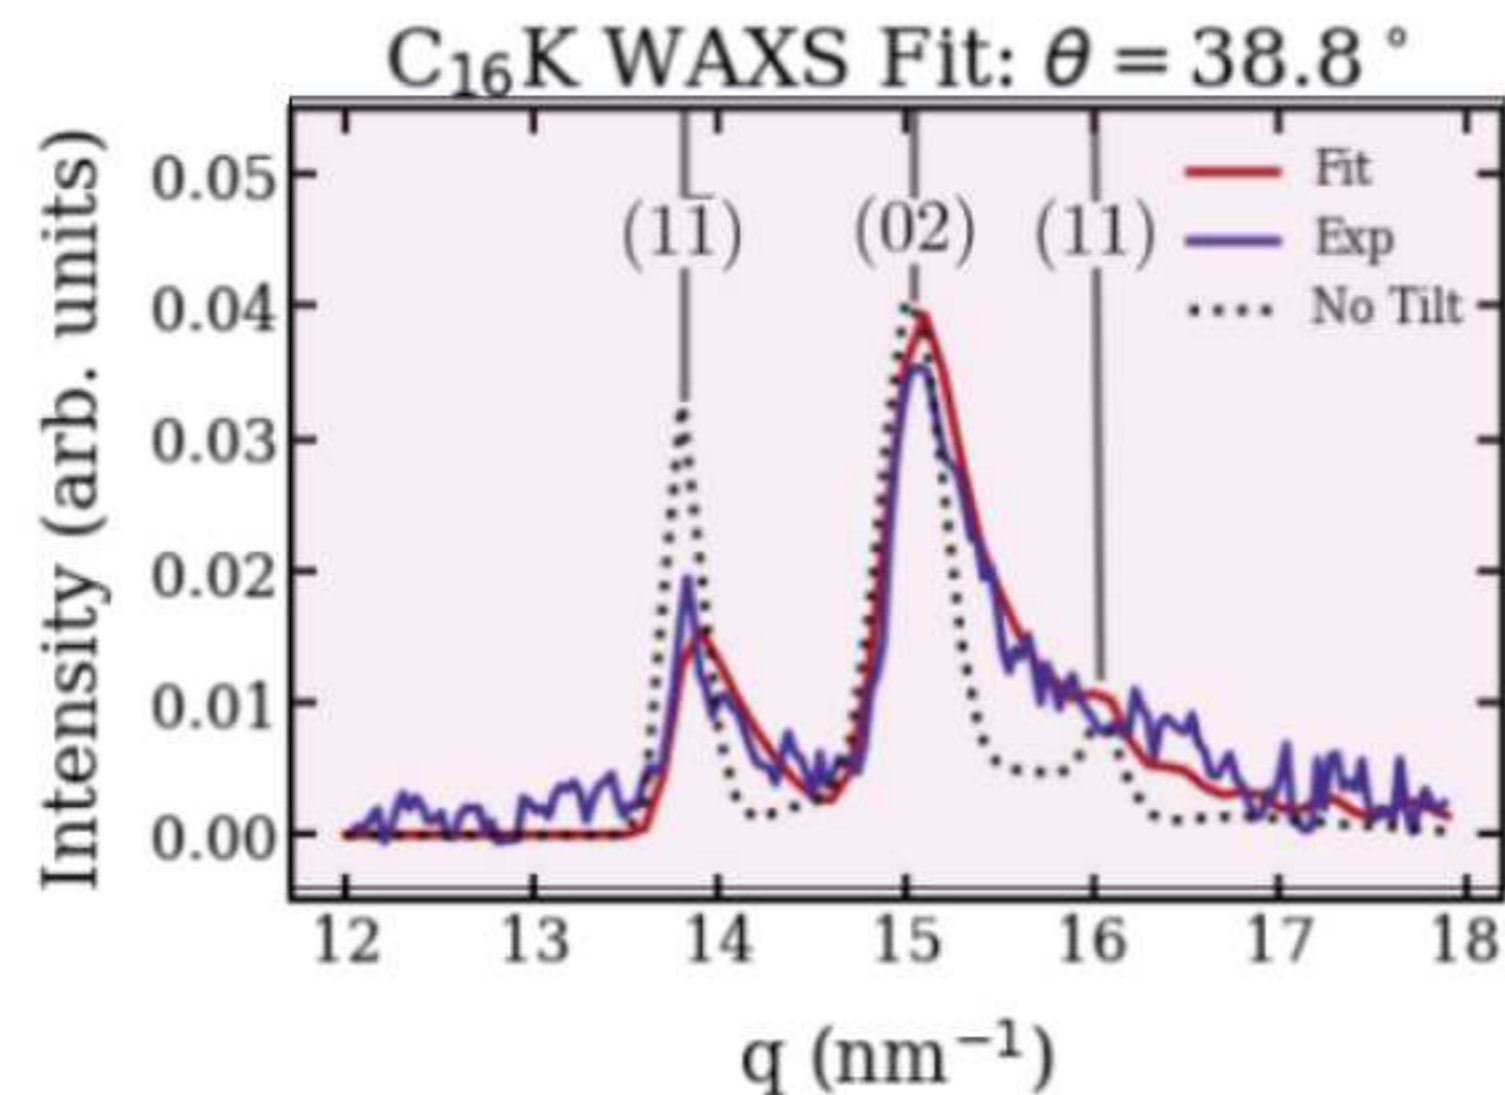 C₁₆K WAXS Fit: θ = 38.8°
Intensity (arb. units)
0.05
0.04
0.03
0.02
0.01
0.00
(11̅)
(02)
(11)
Fit
Exp
No Tilt
12 13 14 15 16 17 18
q (nm⁻¹)